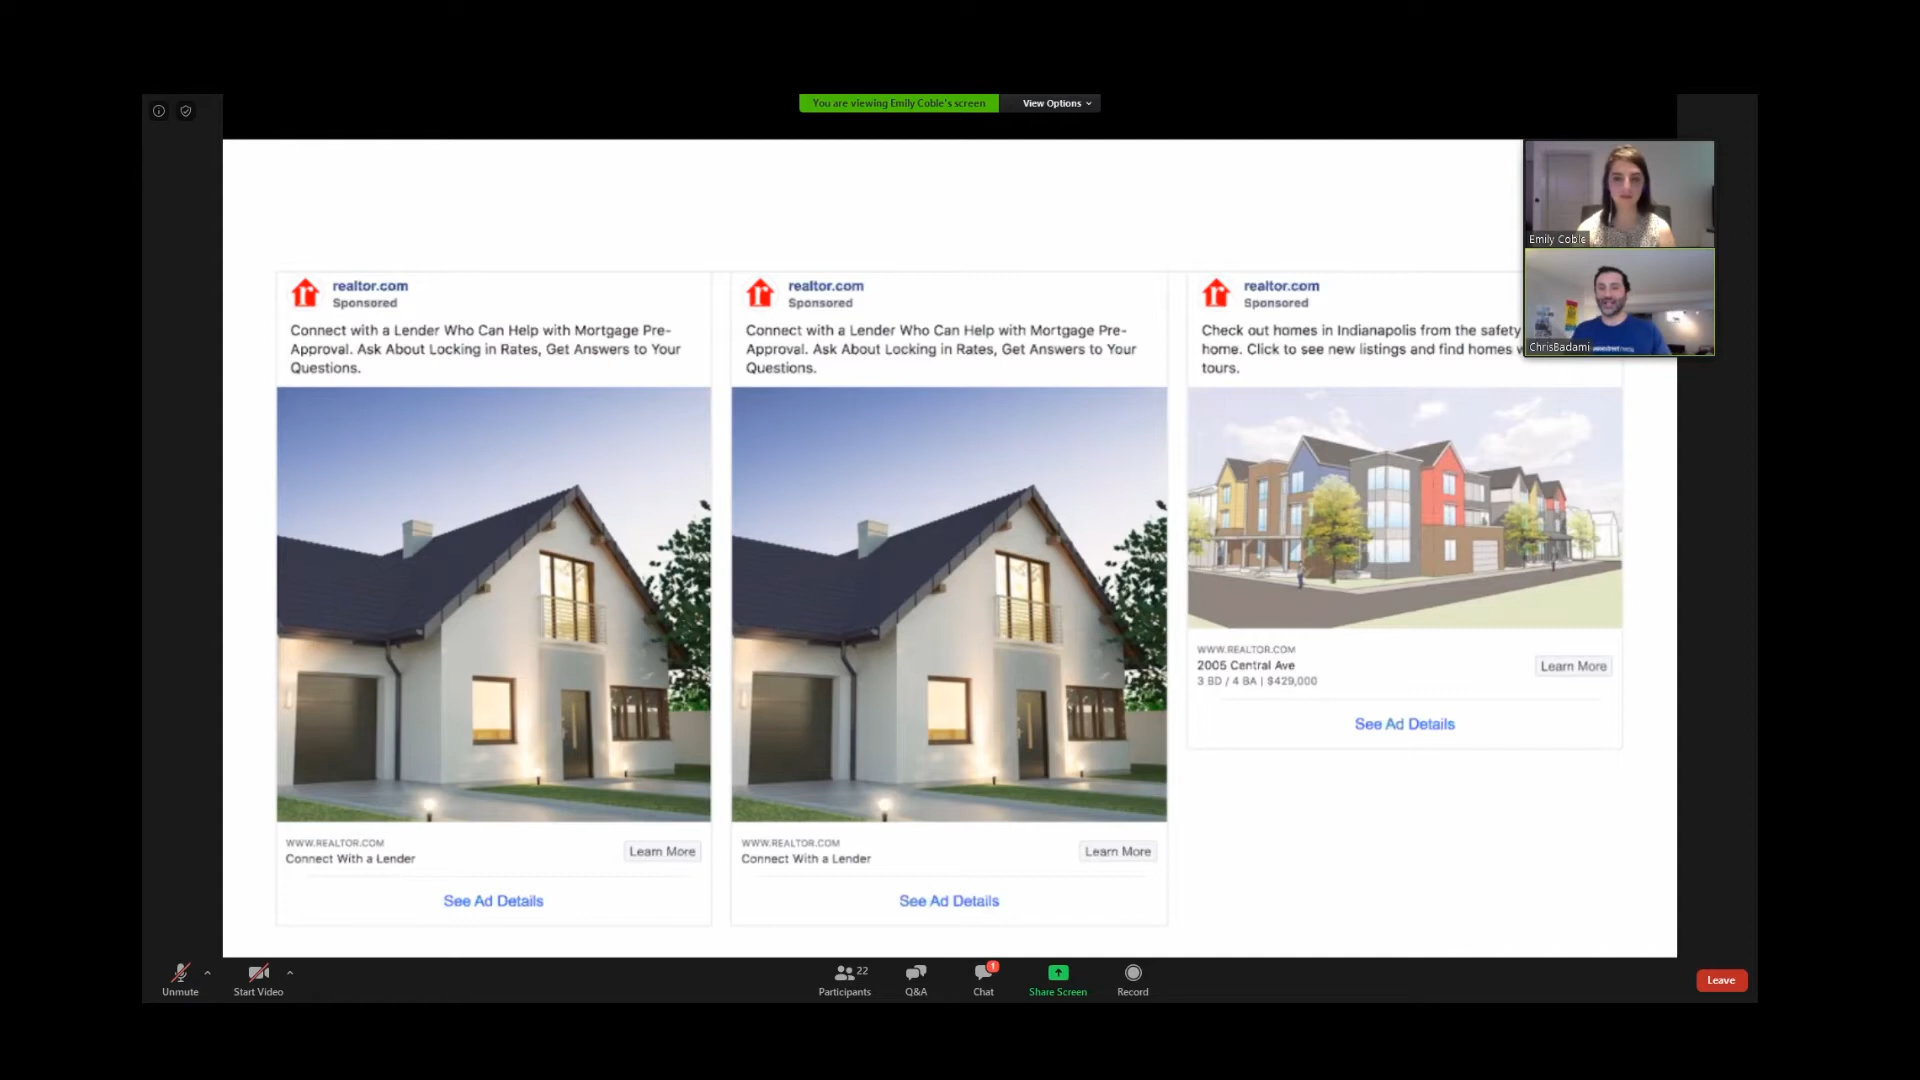 You are viewing Emily Coble's screen
View Options
Emily Coble
ChrisBadami
realtor.com
Sponsored
Connect with a Lender Who Can Help with Mortgage Pre-
Approval. Ask About Locking in Rates, Get Answers to Your
Questions.
WWW.REALTOR.COM
Connect With a Lender
Learn More
See Ad Details
realtor.com
Sponsored
Connect with a Lender Who Can Help with Mortgage Pre-
Approval. Ask About Locking in Rates, Get Answers to Your
Questions.
WWW.REALTOR.COM
Connect With a Lender
Learn More
See Ad Details
realtor.com
Sponsored
Check out homes in Indianapolis from the safety
home. Click to see new listings and find homes
tours.
WWW.REALTOR.COM
2005 Central Ave
3 BD / 4 BA | $429,000
Learn More
See Ad Details
Unmute
Start Video
22
Participants
Q&A
1
Chat
Share Screen
Record
Leave